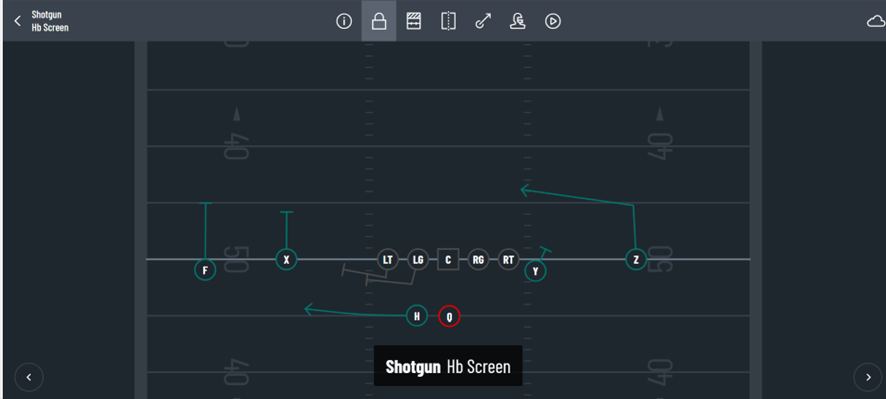 Shotgun
Hb Screen
40
40
50
50
LT LG C RG RT
F X Y Z
H Q
40
40
Shotgun Hb Screen